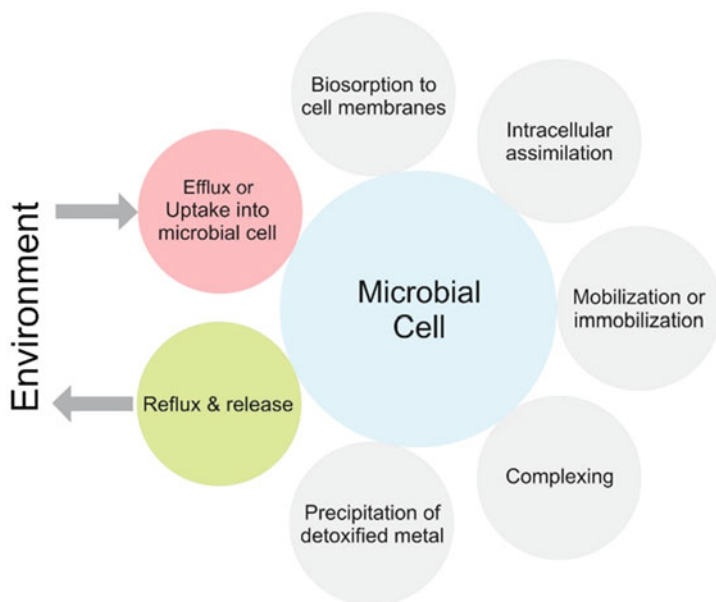 Biosorption to
cell membranes
Intracellular
assimilation
Efflux or
Uptake into
microbial cell
Environment
Microbial
Cell
Mobilization or
immobilization
Reflux & release
Complexing
Precipitation of
detoxified metal